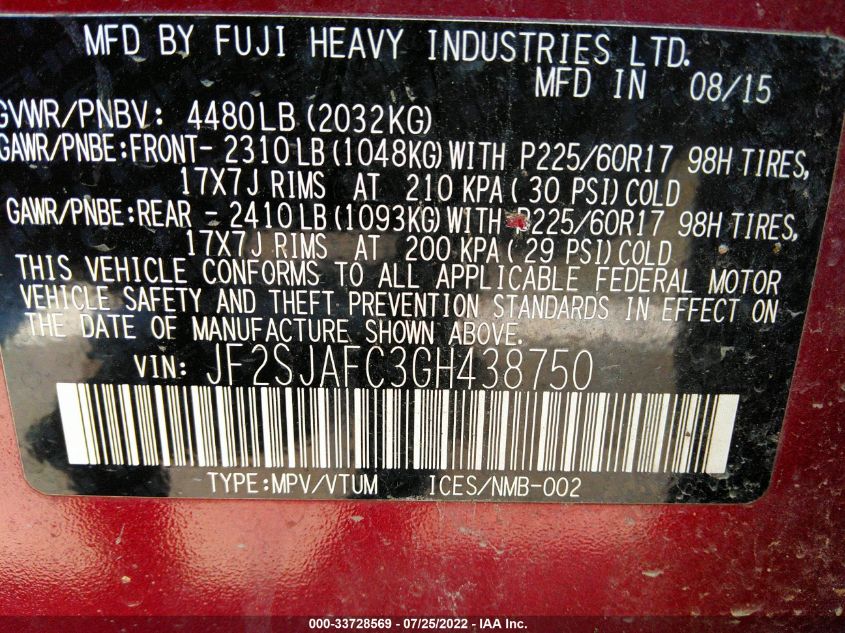 MFD BY FUJI HEAVY INDUSTRIES LTD.
MFD IN 08/15
GVWR/PNBV: 4480LB (2032KG)
GAWR/PNBE:FRONT- 2310LB (1048KG) WITH P225/60R17 98H TIRES,
17X7J RIMS AT 210 KPA ( 30 PSI) COLD
GAWR/PNBE:REAR - 2410LB (1093KG) WITH P225/60R17 98H TIRES,
17X7J RIMS AT 200 KPA ( 29 PSI) COLD
THIS VEHICLE CONFORMS TO ALL APPLICABLE FEDERAL MOTOR
VEHICLE SAFETY AND THEFT PREVENTION STANDARDS IN EFFECT ON
THE DATE OF MANUFACTURE SHOWN ABOVE.
VIN: JF2SJAFC3GH438750
TYPE:MPV/VTUM ICES/NMB-002
000-33728569 - 07/25/2022 - IAA Inc.